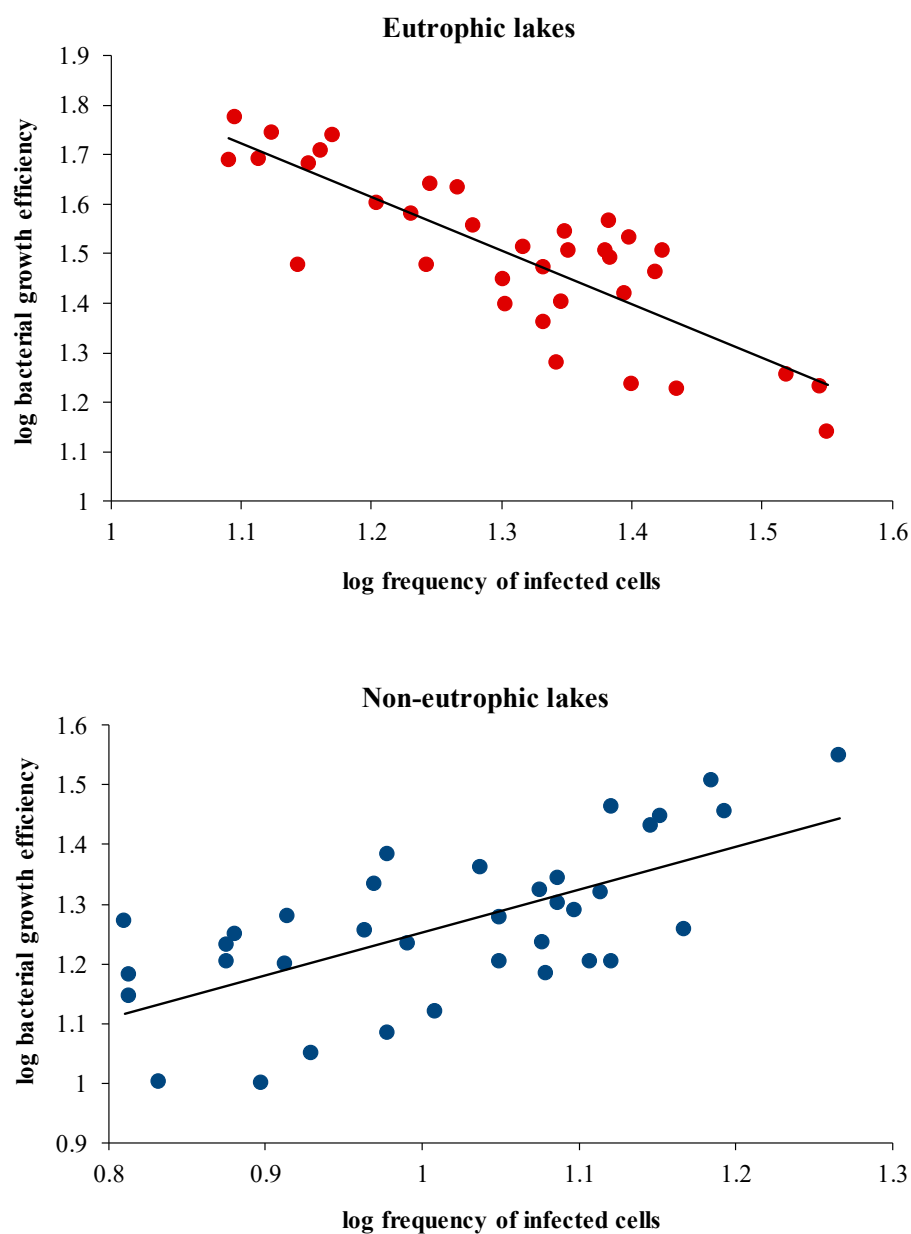 Eutrophic lakes
log bacterial growth efficiency
1.9
1.8
1.7
1.6
1.5
1.4
1.3
1.2
1.1
1
1 1.1 1.2 1.3 1.4 1.5 1.6
log frequency of infected cells
Non-eutrophic lakes
log bacterial growth efficiency
1.6
1.5
1.4
1.3
1.2
1.1
1
0.9
0.8 0.9 1 1.1 1.2 1.3
log frequency of infected cells